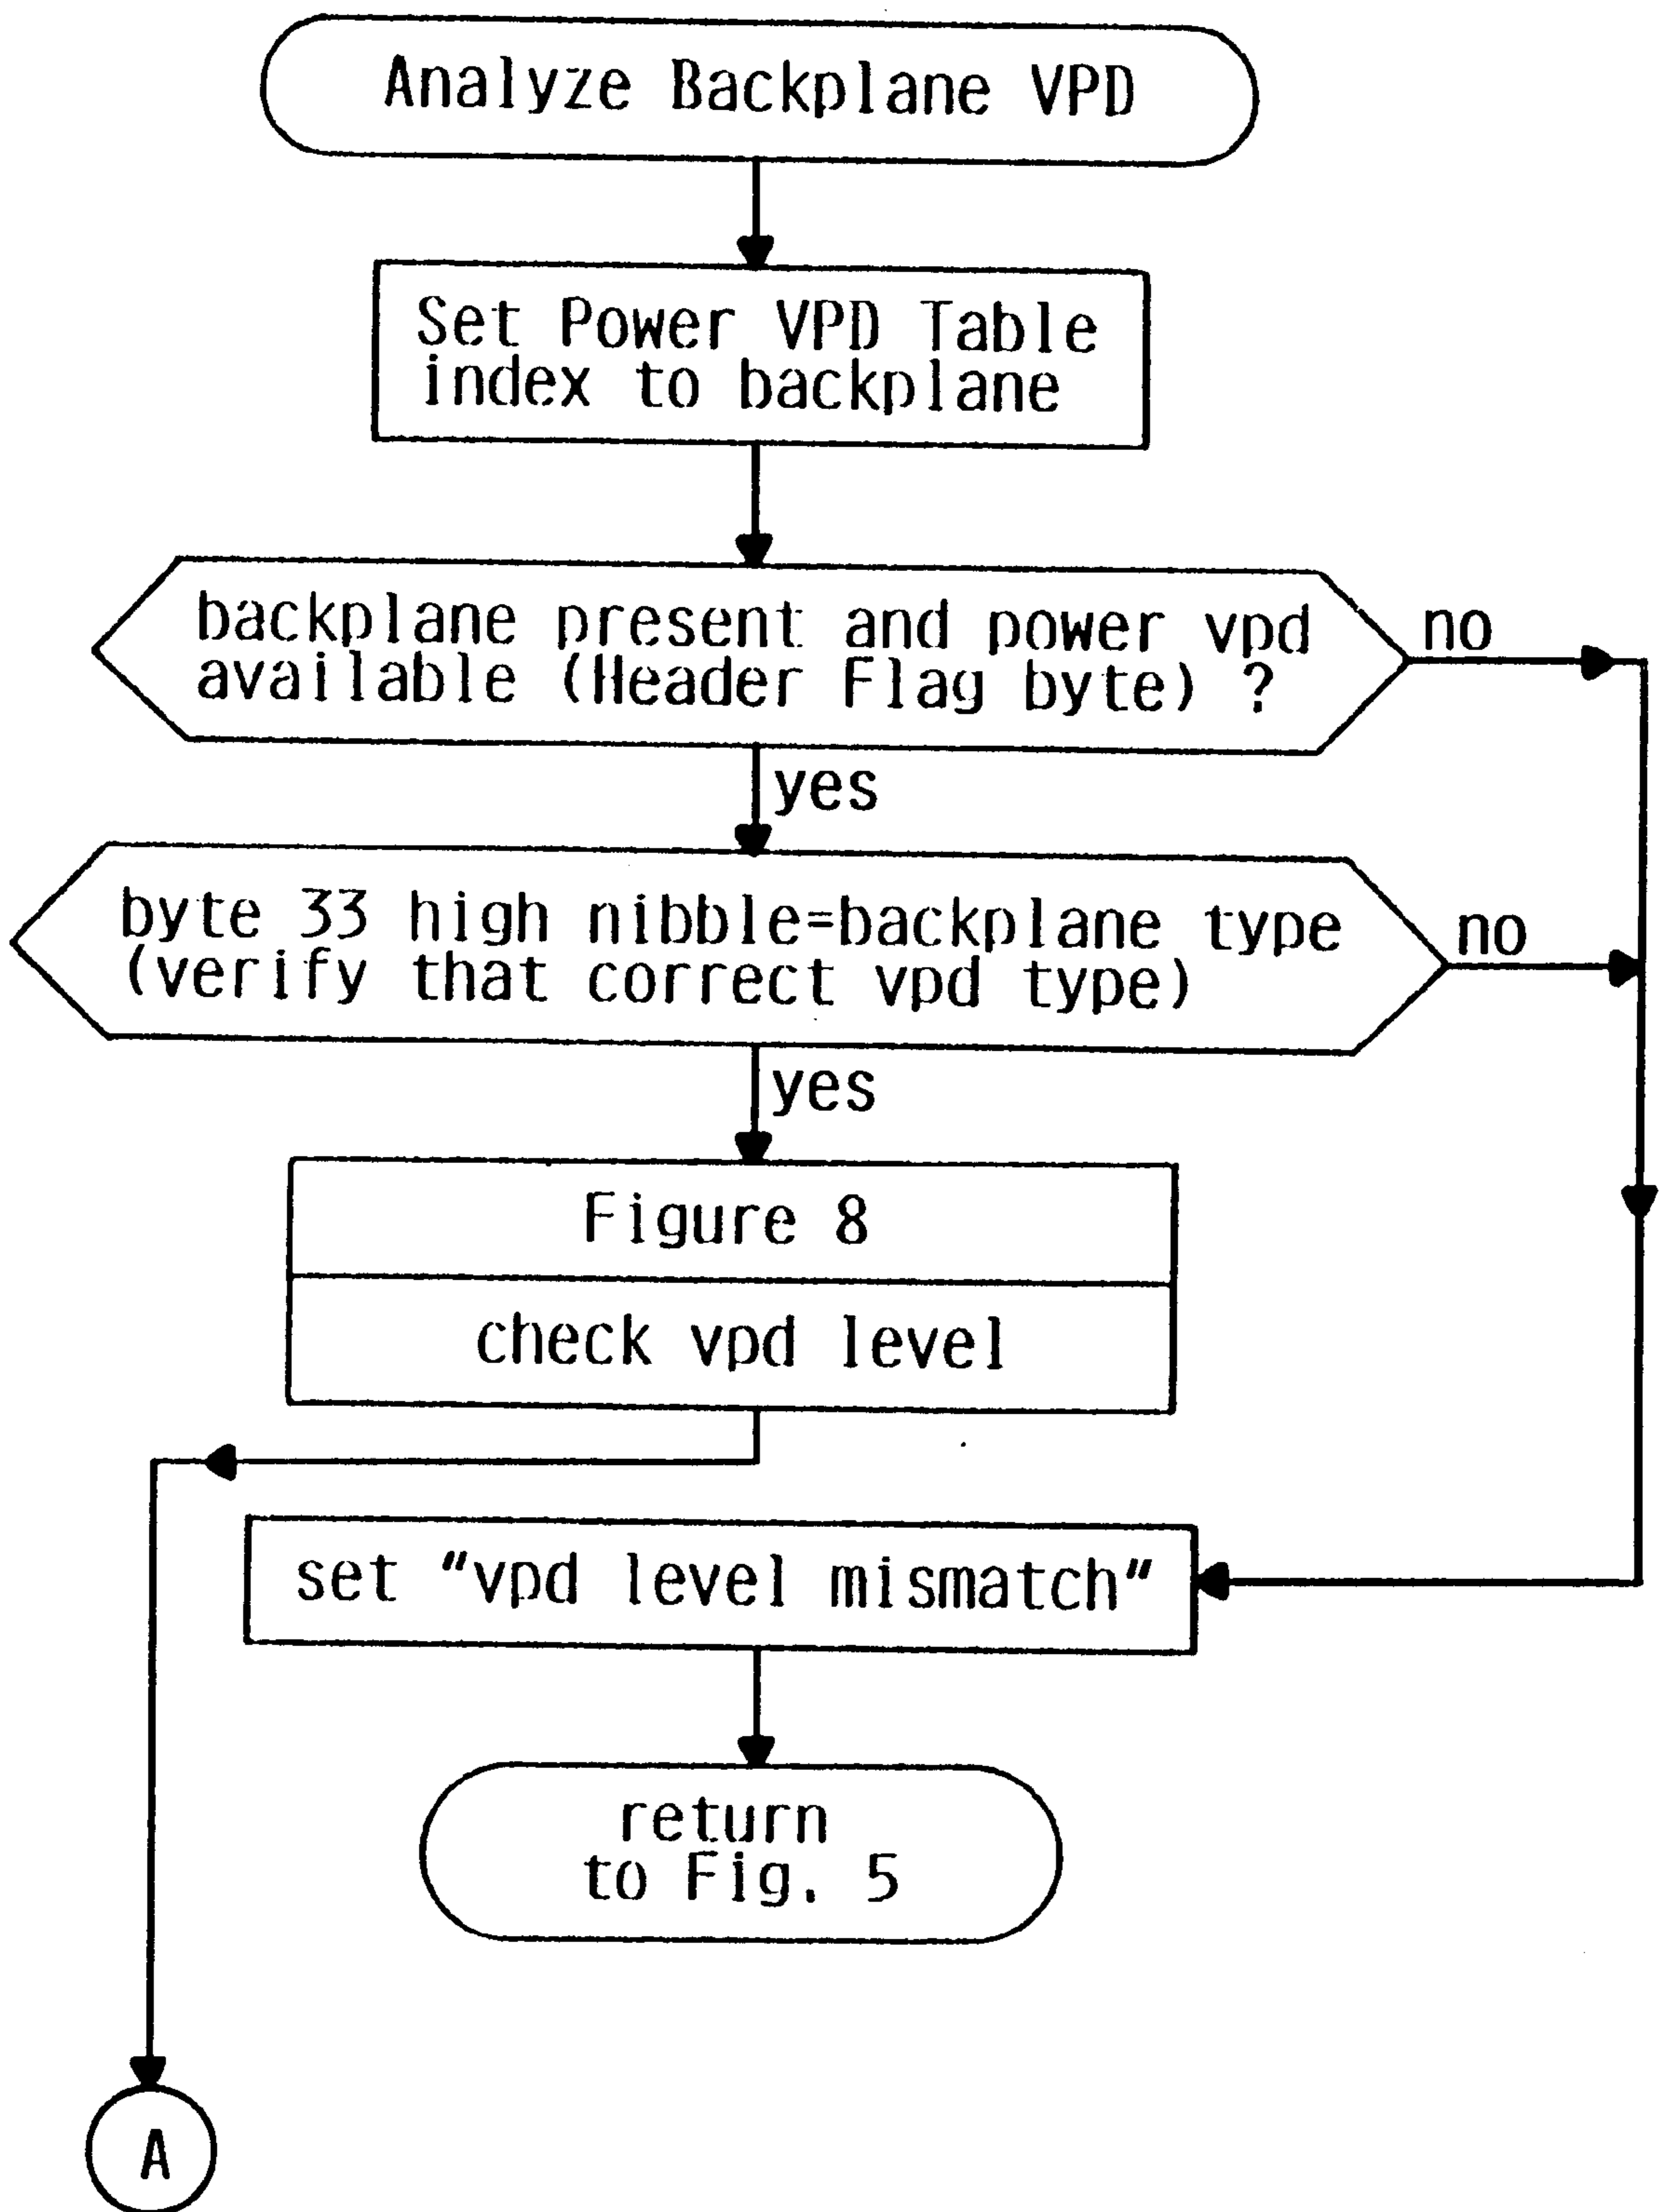 Analyze Backplane VPD
Set Power VPD Table
index to backplane
backplane present and power vpd
available (Header Flag byte) ?
no
yes
byte 33 high nibble=backplane type
(verify that correct vpd type)
no
yes
Figure 8
check vpd level
set "vpd level mismatch"
return
to Fig. 5
A